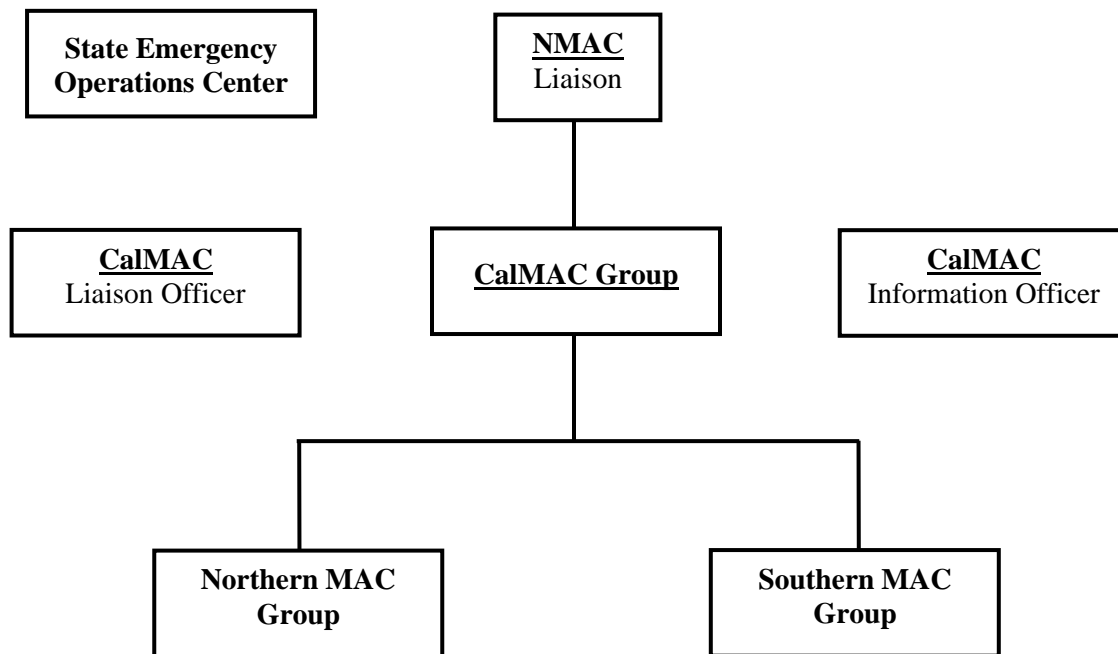 State Emergency
Operations Center
NMAC
Liaison
CalMAC
Liaison Officer
CalMAC Group
CalMAC
Information Officer
Northern MAC
Group
Southern MAC
Group